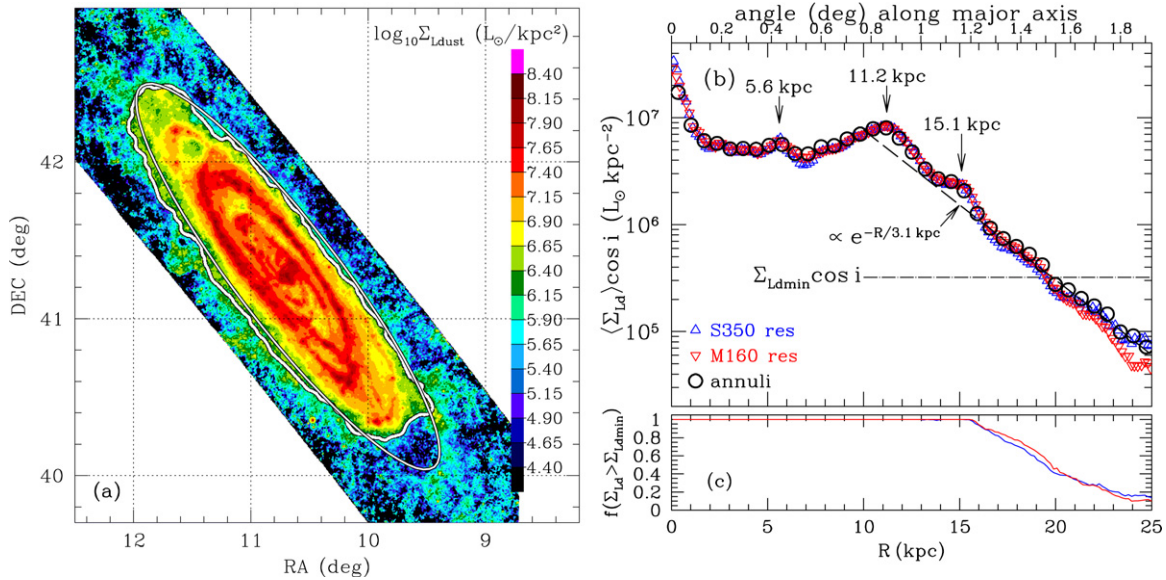 log₁₀Σ_Ldust (L⊙/kpc²)
8.40
8.15
7.90
7.65
7.40
7.15
6.90
6.65
6.40
6.15
5.90
5.65
5.40
5.15
4.90
4.65
4.40
42
41
40
DEC (deg)
(a)
12
11
10
9
RA (deg)
angle (deg) along major axis
0 0.2 0.4 0.6 0.8 1 1.2 1.4 1.6 1.8
(b)
5.6 kpc
11.2 kpc
15.1 kpc
∝ e^−R/3.1 kpc
Σ_Ldmin cos i
S350 res
M160 res
annuli
10⁷
10⁶
10⁵
⟨Σ_Ld⟩cos i (L⊙ kpc⁻²)
1
0.8
0.6
0.4
0.2
0
f(Σ_Ld>Σ_Ldmin)
(c)
0 5 10 15 20 25
R (kpc)